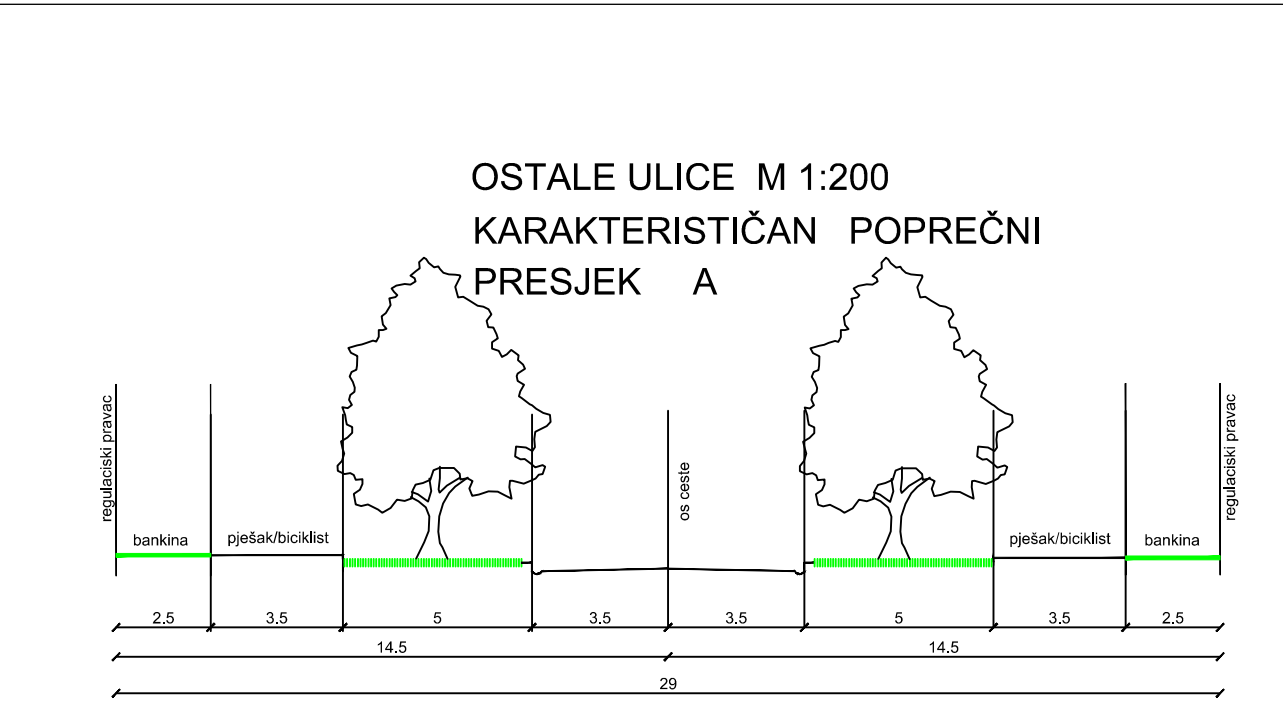 OSTALE ULICE M 1:200
KARAKTERISTIČAN POPREČNI
PRESJEK A
regulaciski pravac
bankina
pješak/biciklist
os ceste
pješak/biciklist
bankina
regulaciski pravac
2.5 3.5 5 3.5 3.5 5 3.5 2.5
14.5 14.5
29